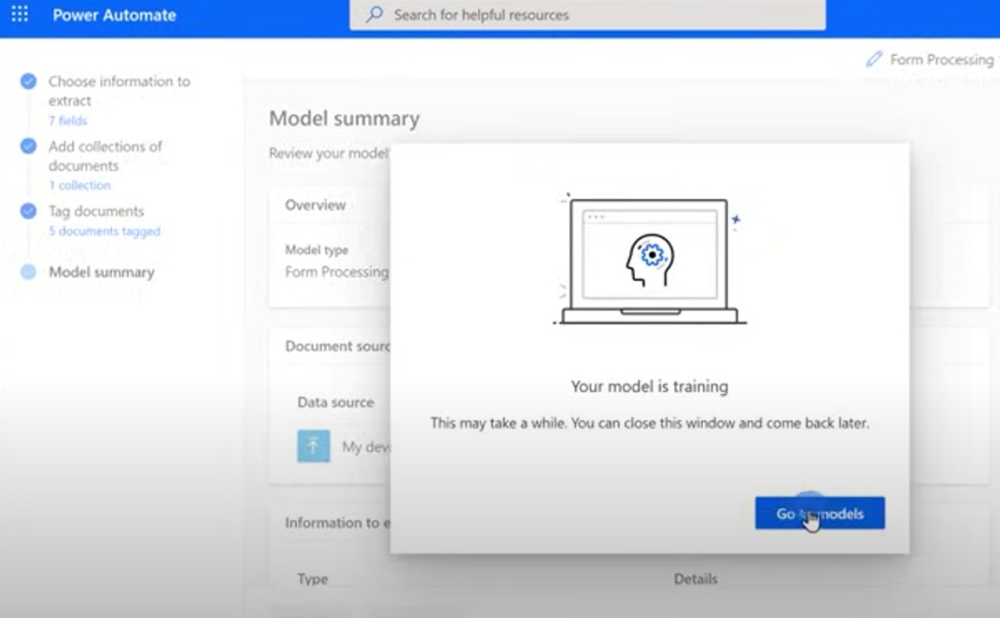 Power Automate
Search for helpful resources
Form Processing
Choose information to
extract
7 fields
Add collections of
documents
1 collection
Tag documents
5 documents tagged
Model summary
Model summary
Review your model
Overview
Model type
Form Processing
Document sourc
Data source
My dev
Information to e
Type
Details
Your model is training
This may take a while. You can close this window and come back later.
Go to models